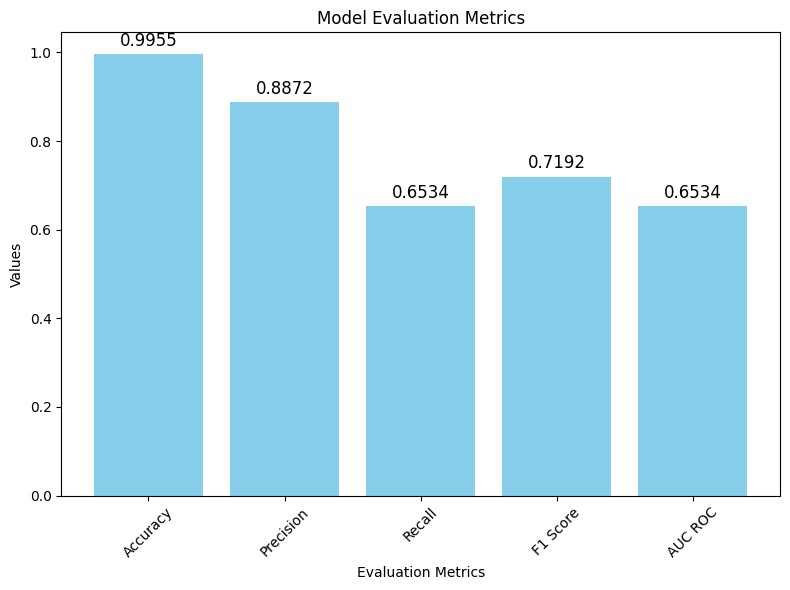 Model Evaluation Metrics
1.0
0.8
0.6
0.4
0.2
0.0
Values
0.9955
0.8872
0.6534
0.7192
0.6534
Accuracy
Precision
Recall
F1 Score
AUC ROC
Evaluation Metrics